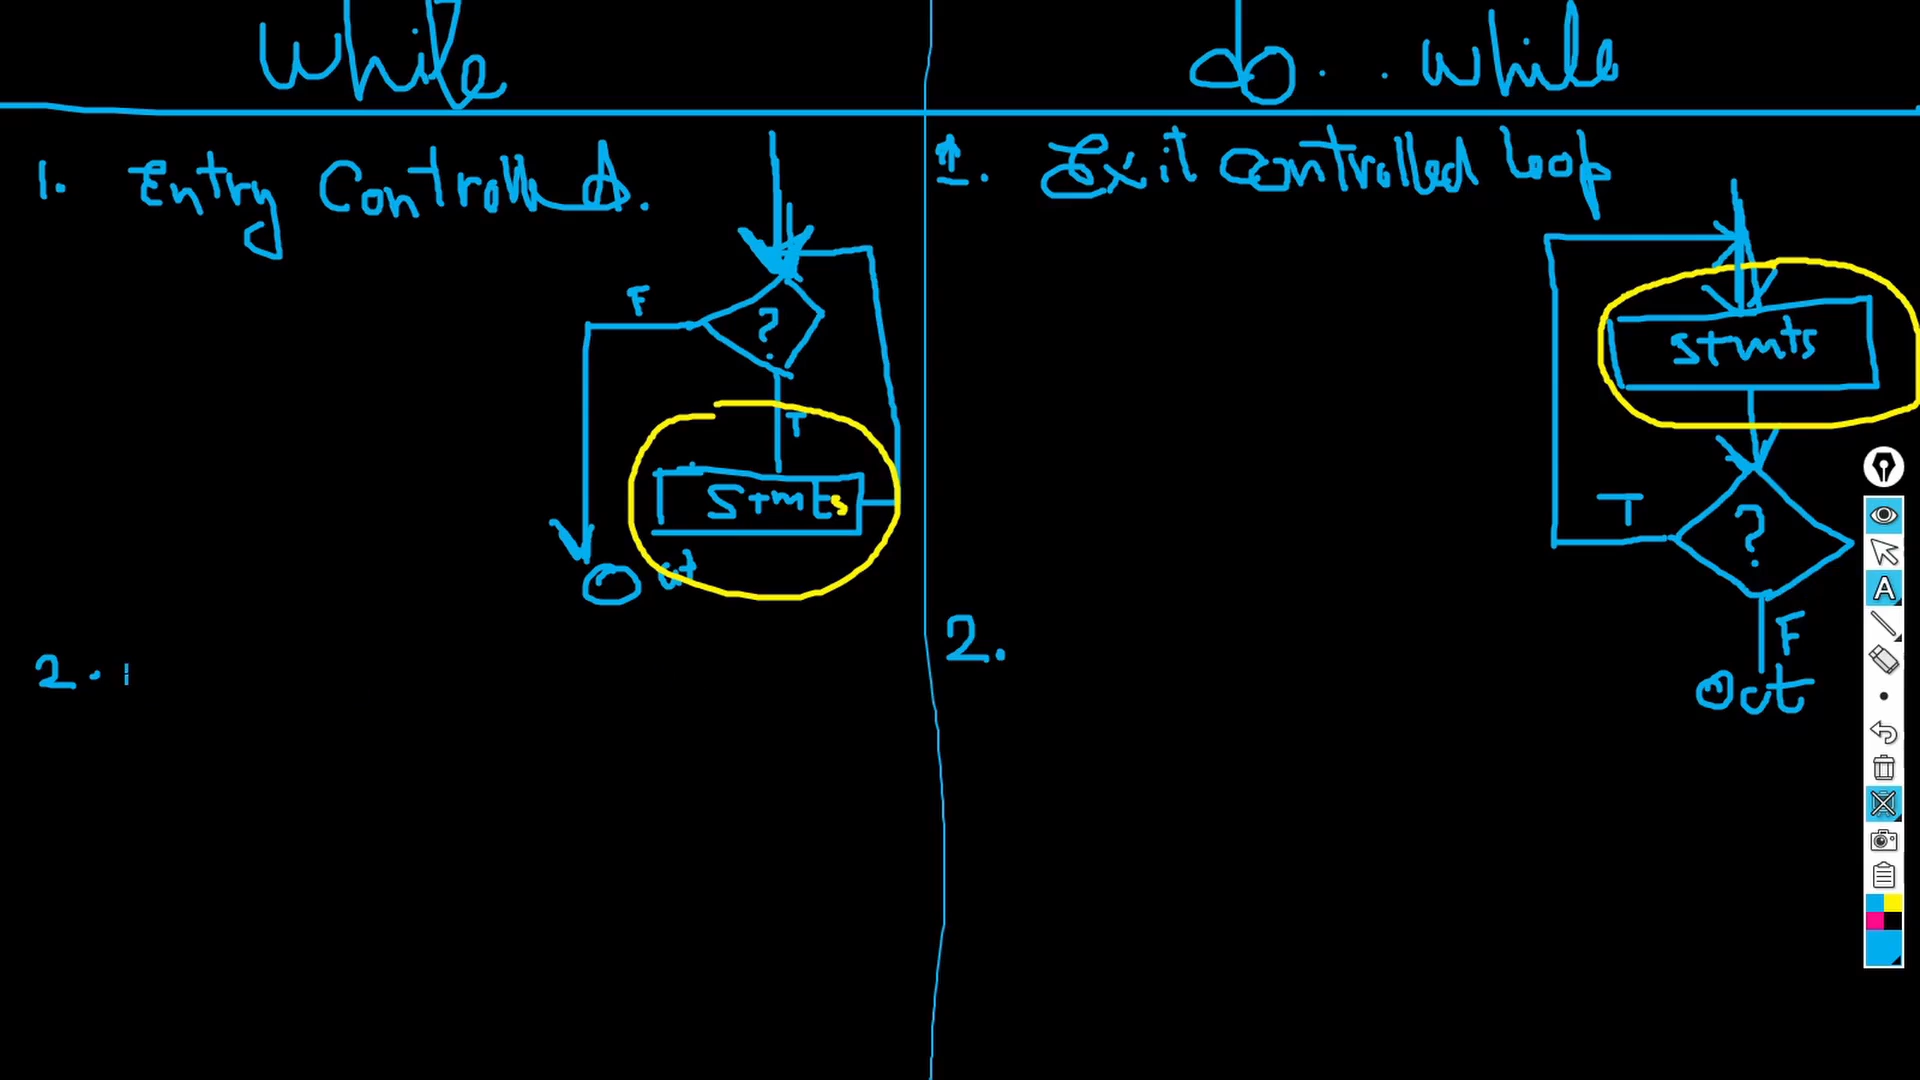 while
do . . while
1. Entry Controlled.
1. Exit Controlled loop
F
?
T
Stmts
Out
stmts
T
?
F
Out
2.
2.
A